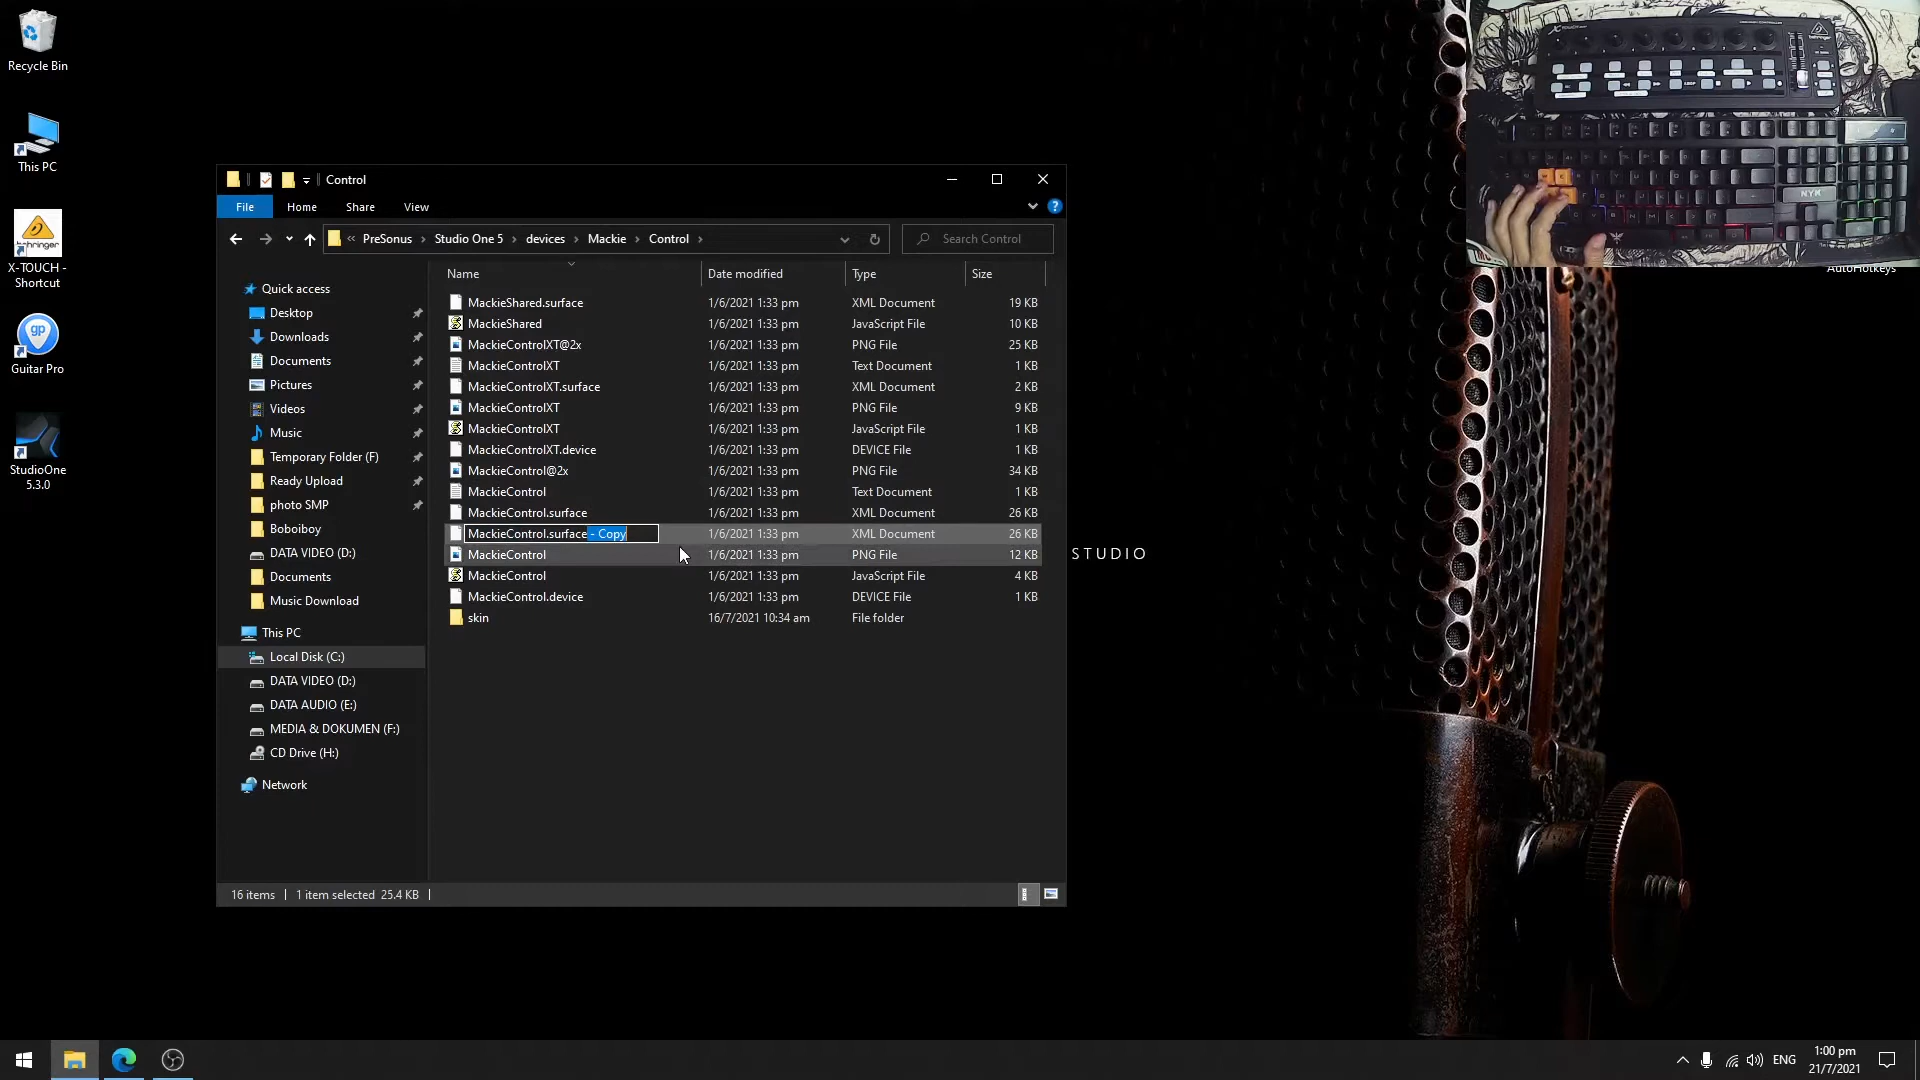 Recycle Bin
This PC
behringer
X-TOUCH -
Shortcut
gp
Guitar Pro
StudioOne
5.3.0
Control
File Home Share View
« PreSonus › Studio One 5 › devices › Mackie › Control ›
Search Control
Name Date modified Type Size
Quick access
Desktop
Downloads
Documents
Pictures
Videos
Music
Temporary Folder (F)
Ready Upload
photo SMP
Boboiboy
DATA VIDEO (D:)
Documents
Music Download
This PC
Local Disk (C:)
DATA VIDEO (D:)
DATA AUDIO (E:)
MEDIA & DOKUMEN (F:)
CD Drive (H:)
Network
MackieShared.surface 1/6/2021 1:33 pm XML Document 19 KB
MackieShared 1/6/2021 1:33 pm JavaScript File 10 KB
MackieControlXT@2x 1/6/2021 1:33 pm PNG File 25 KB
MackieControlXT 1/6/2021 1:33 pm Text Document 1 KB
MackieControlXT.surface 1/6/2021 1:33 pm XML Document 2 KB
MackieControlXT 1/6/2021 1:33 pm PNG File 9 KB
MackieControlXT 1/6/2021 1:33 pm JavaScript File 1 KB
MackieControlXT.device 1/6/2021 1:33 pm DEVICE File 1 KB
MackieControl@2x 1/6/2021 1:33 pm PNG File 34 KB
MackieControl 1/6/2021 1:33 pm Text Document 1 KB
MackieControl.surface 1/6/2021 1:33 pm XML Document 26 KB
MackieControl.surface - Copy 1/6/2021 1:33 pm XML Document 26 KB
MackieControl 1/6/2021 1:33 pm PNG File 12 KB
MackieControl 1/6/2021 1:33 pm JavaScript File 4 KB
MackieControl.device 1/6/2021 1:33 pm DEVICE File 1 KB
skin 16/7/2021 10:34 am File folder
16 items 1 item selected 25.4 KB
STUDIO
AutoHotkeys
NYK
ENG
1:00 pm
21/7/2021